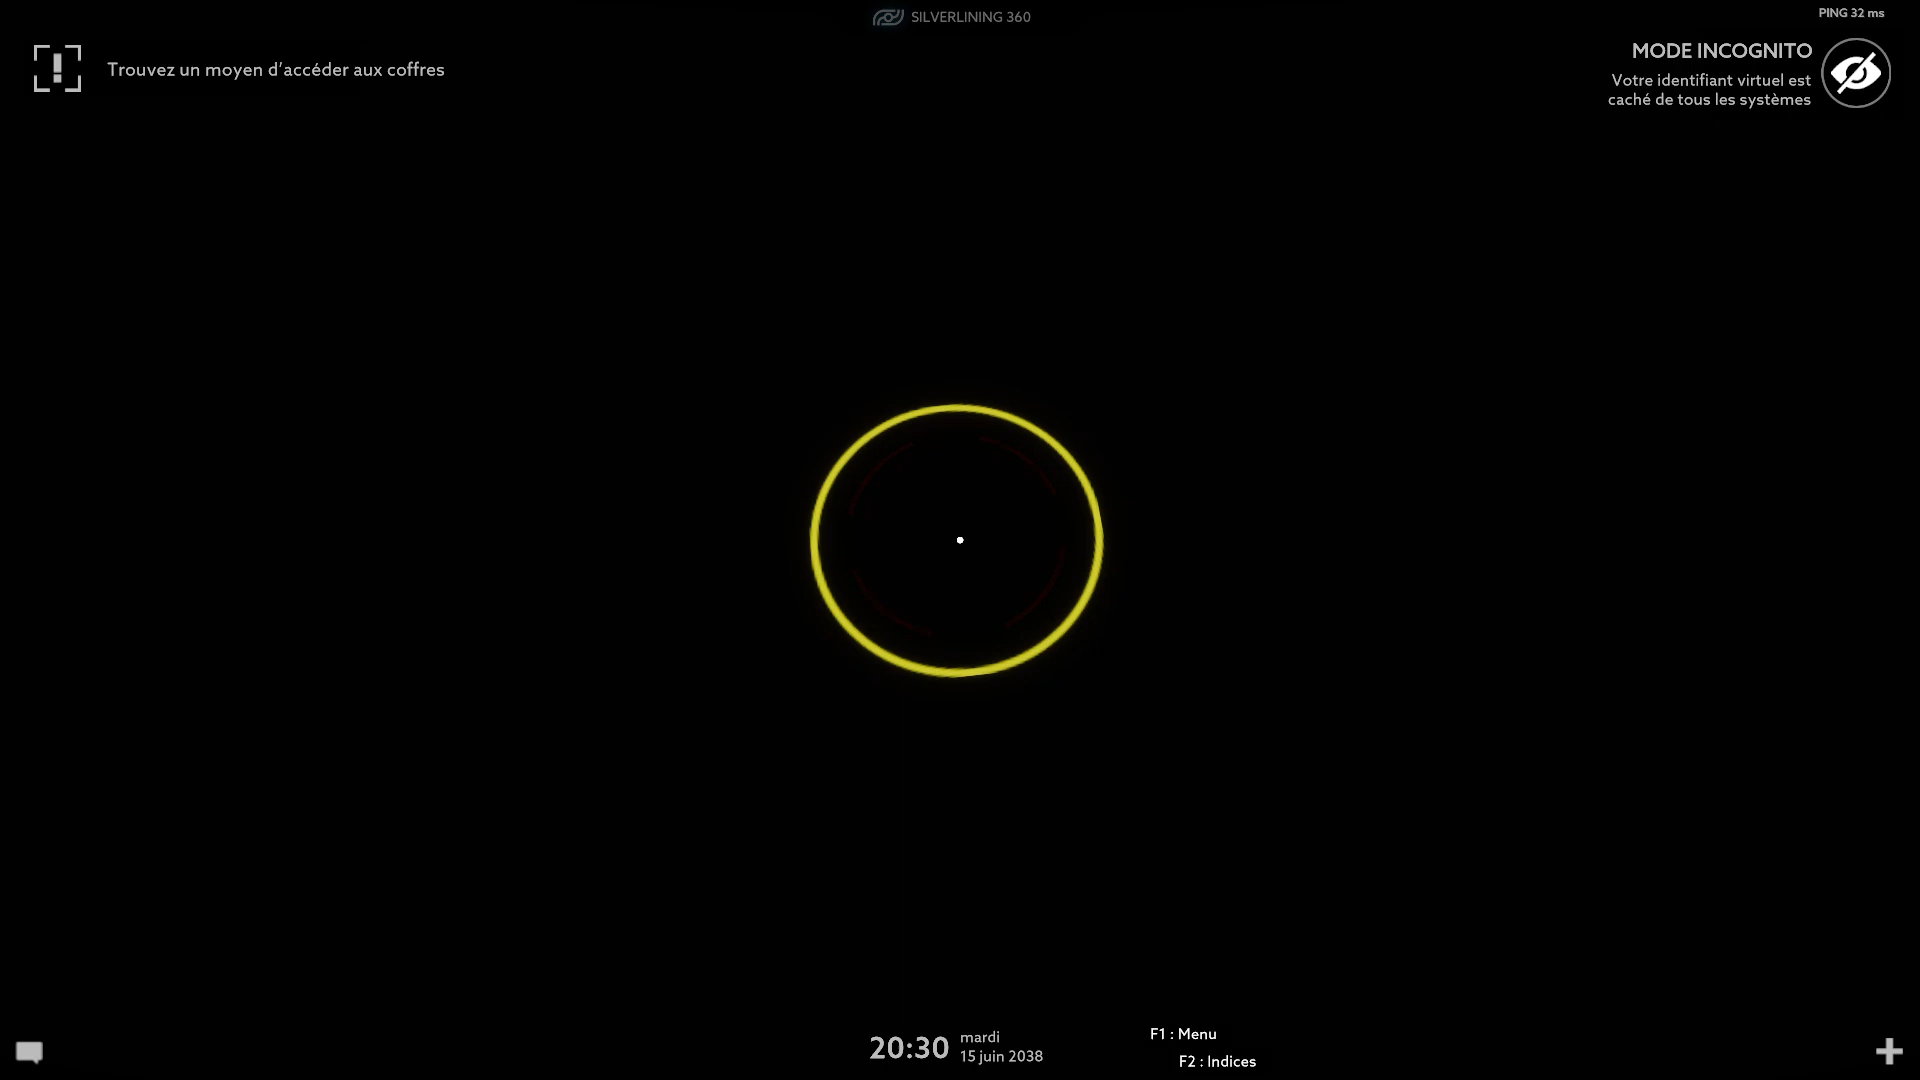 SILVERLINING 360
PING 32 ms
Trouvez un moyen d’accéder aux coffres
MODE INCOGNITO
Votre identifiant virtuel est
caché de tous les systèmes
20:30
mardi
15 juin 2038
F1 : Menu
F2 : Indices